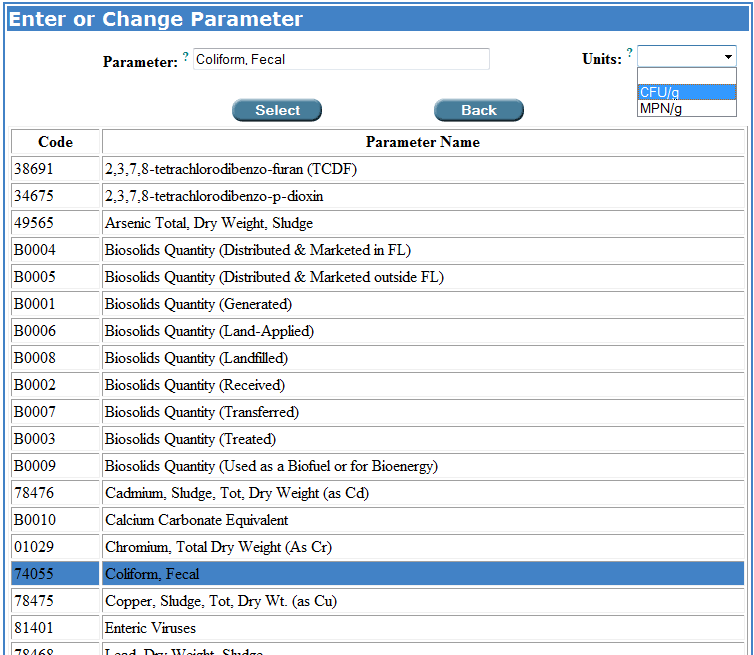 Enter or Change Parameter
Parameter: ? Coliform, Fecal Units: ?
CFU/g
MPN/g
Select Back
Code Parameter Name
38691 2,3,7,8-tetrachlorodibenzo-furan (TCDF)
34675 2,3,7,8-tetrachlorodibenzo-p-dioxin
49565 Arsenic Total, Dry Weight, Sludge
B0004 Biosolids Quantity (Distributed & Marketed in FL)
B0005 Biosolids Quantity (Distributed & Marketed outside FL)
B0001 Biosolids Quantity (Generated)
B0006 Biosolids Quantity (Land-Applied)
B0008 Biosolids Quantity (Landfilled)
B0002 Biosolids Quantity (Received)
B0007 Biosolids Quantity (Transferred)
B0003 Biosolids Quantity (Treated)
B0009 Biosolids Quantity (Used as a Biofuel or for Bioenergy)
78476 Cadmium, Sludge, Tot, Dry Weight (as Cd)
B0010 Calcium Carbonate Equivalent
01029 Chromium, Total Dry Weight (As Cr)
74055 Coliform, Fecal
78475 Copper, Sludge, Tot, Dry Wt. (as Cu)
81401 Enteric Viruses
78468 Lead, Dry Weight, Sludge